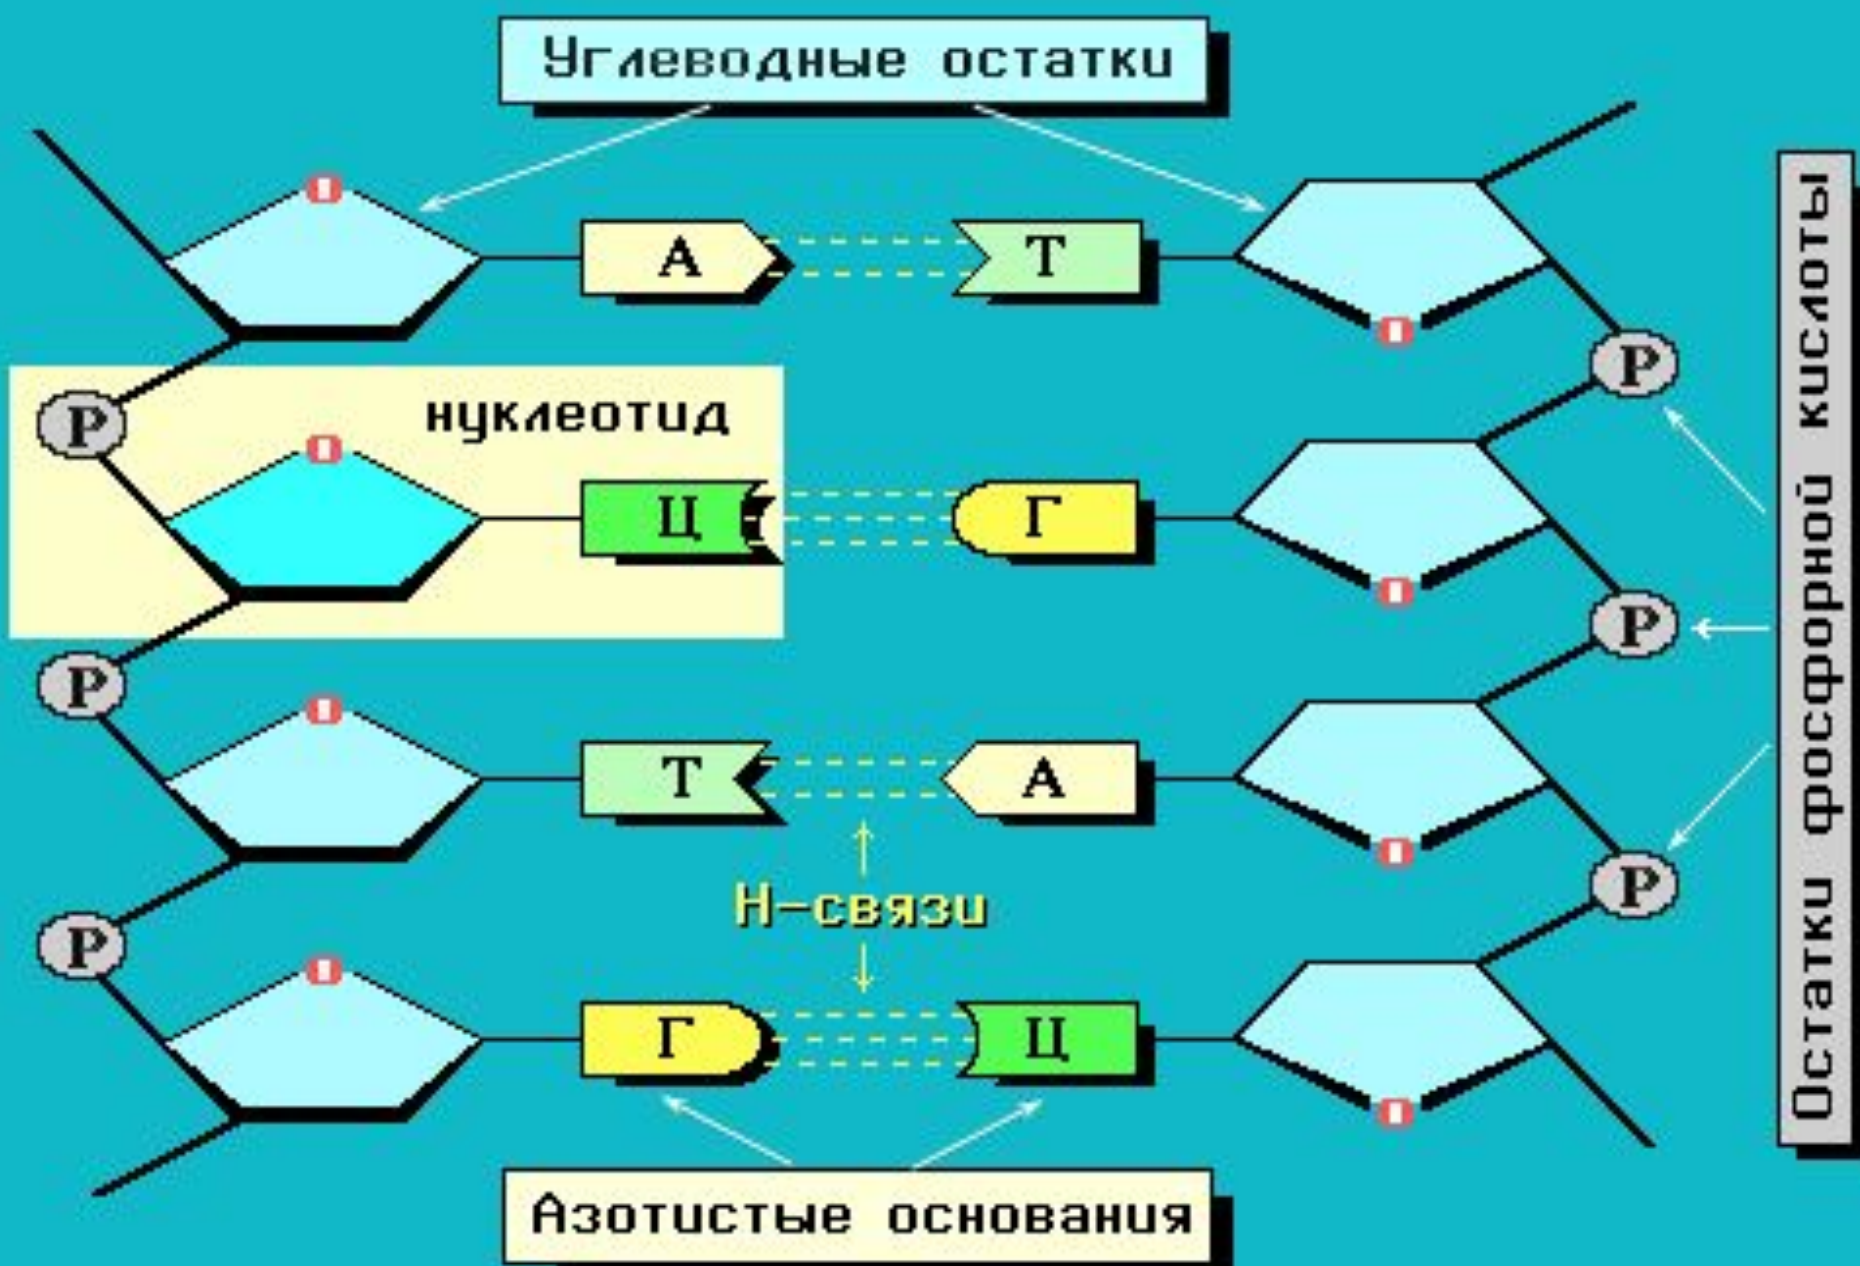 Углеводные остатки
А Т
Р
нуклеотид
Р
Ц Г
Р
Р
Т А
Р
Н-связи
Р
Г Ц
Азотистые основания
Остатки фосфорной кислоты